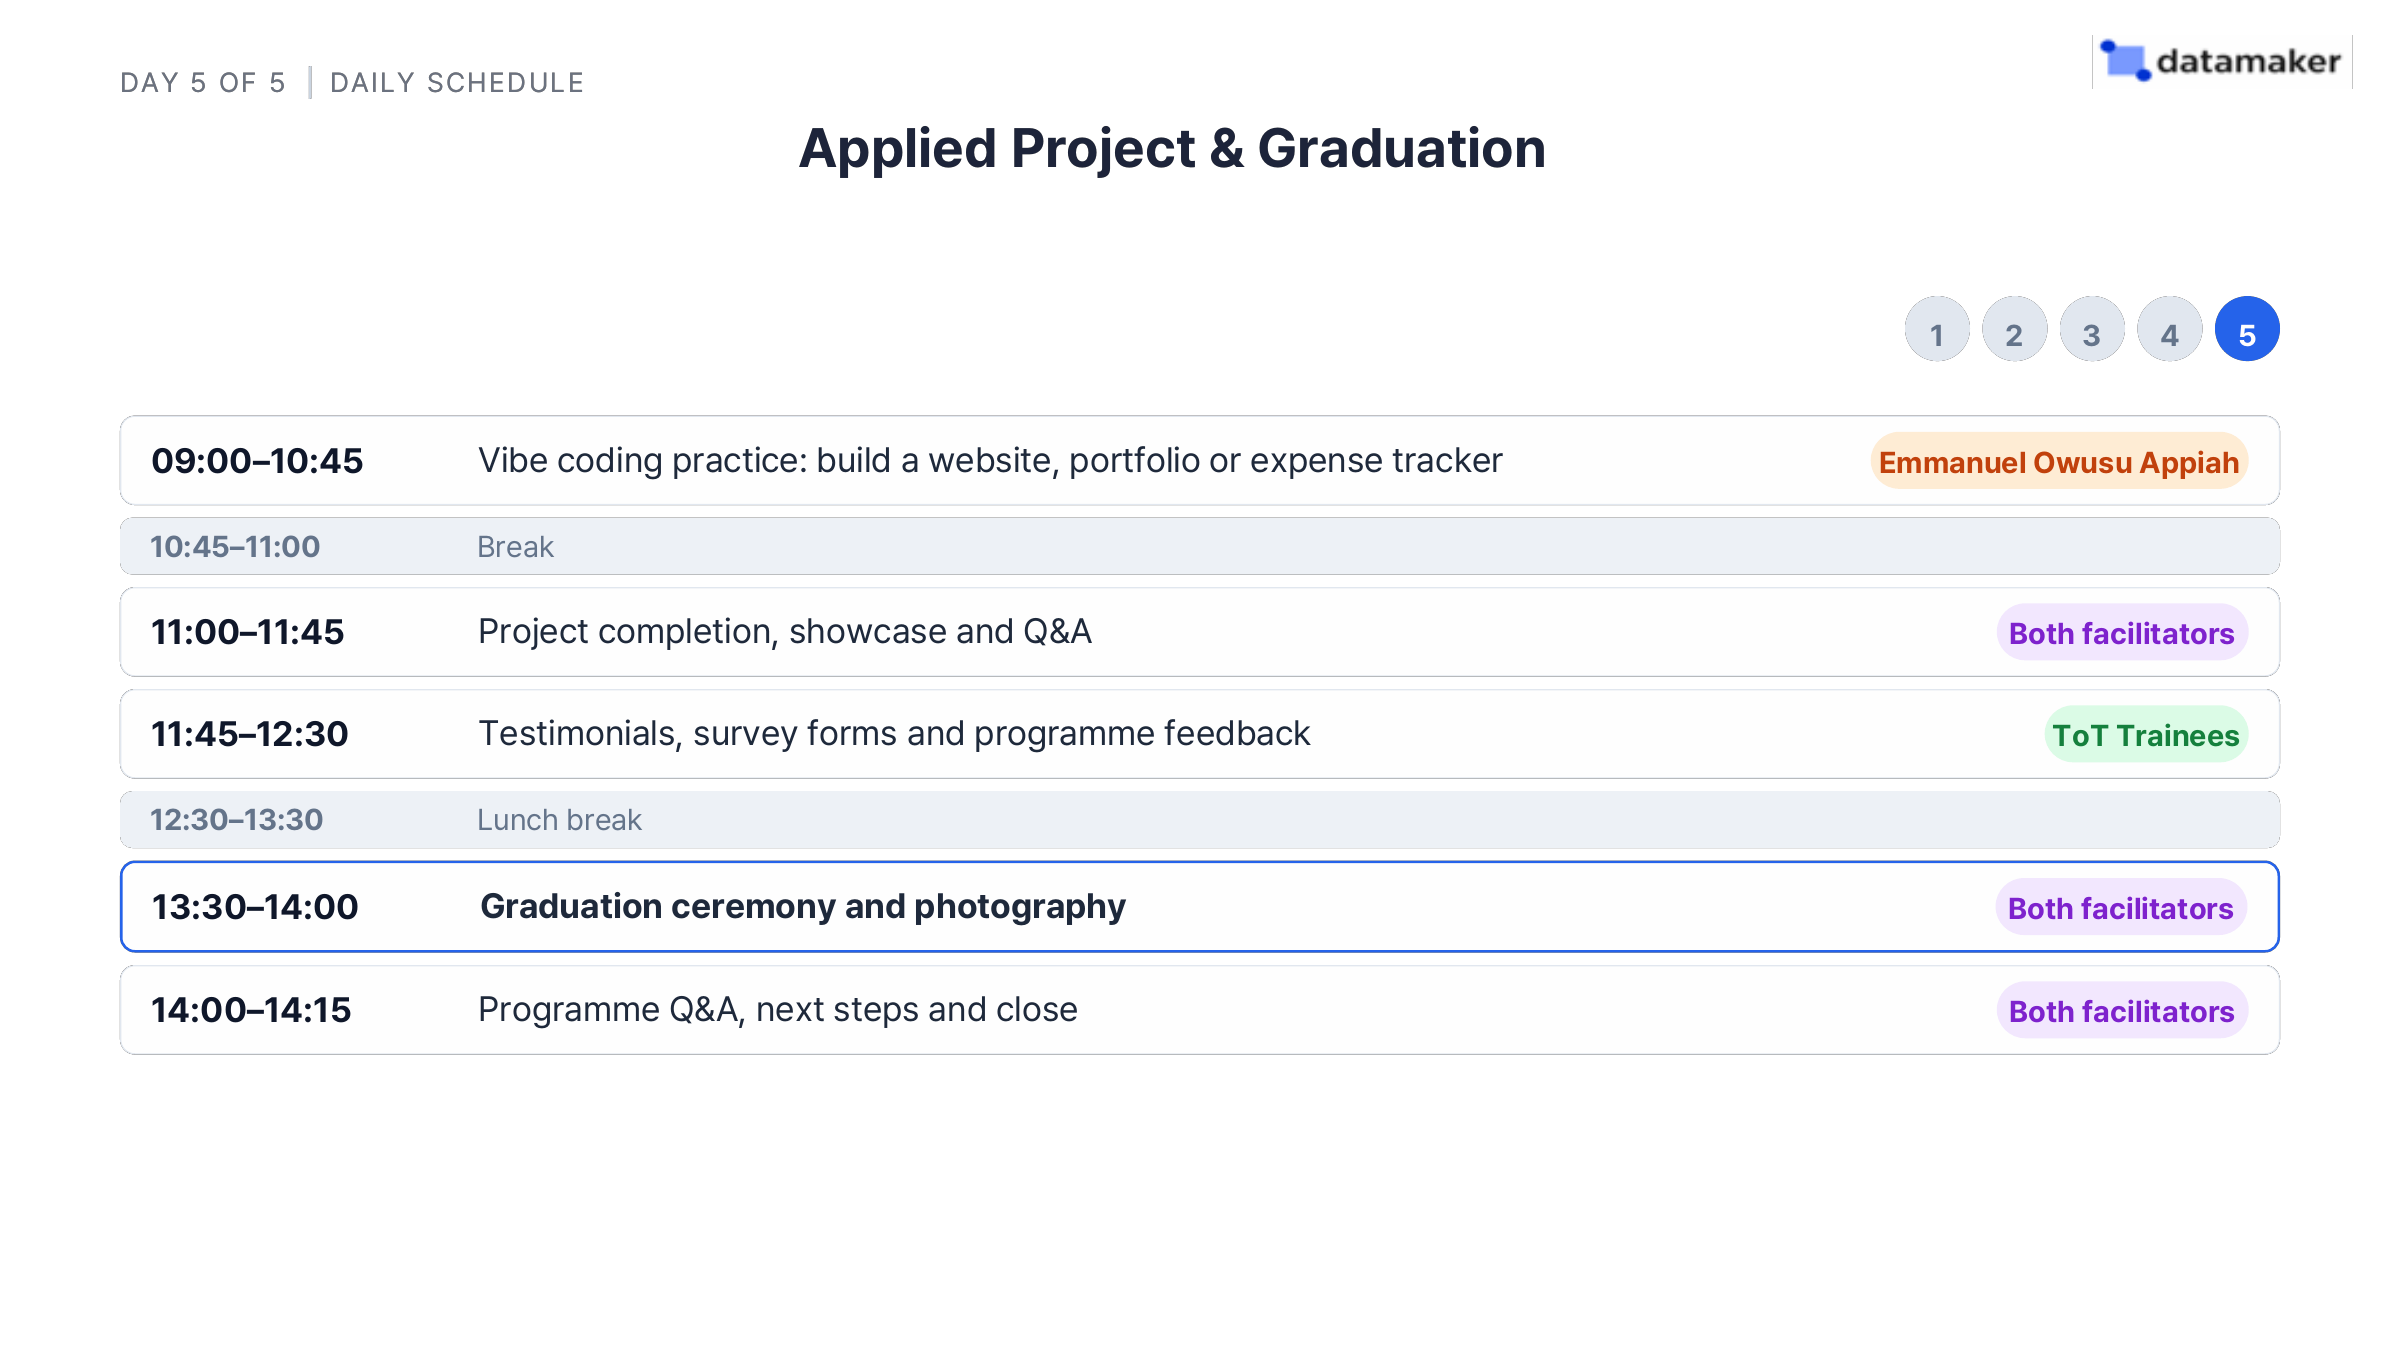 DAY 5 OF 5 | DAILY SCHEDULE
datamaker
Applied Project & Graduation
1 2 3 4 5
09:00–10:45 Vibe coding practice: build a website, portfolio or expense tracker Emmanuel Owusu Appiah
10:45–11:00 Break
11:00–11:45 Project completion, showcase and Q&A Both facilitators
11:45–12:30 Testimonials, survey forms and programme feedback ToT Trainees
12:30–13:30 Lunch break
13:30–14:00 Graduation ceremony and photography Both facilitators
14:00–14:15 Programme Q&A, next steps and close Both facilitators